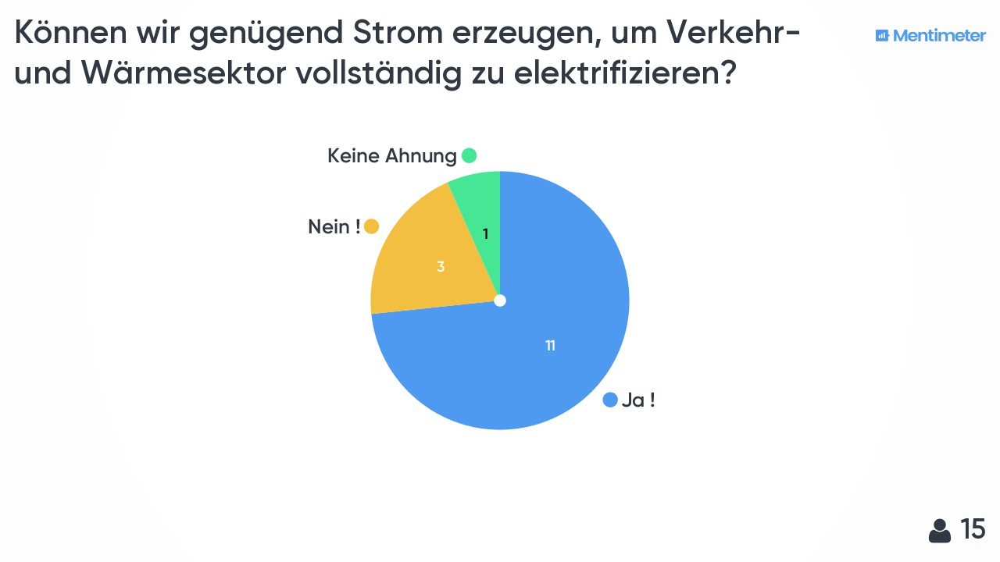 Können wir genügend Strom erzeugen, um Verkehr-
und Wärmesektor vollständig zu elektrifizieren?
Mentimeter
Keine Ahnung
Nein !
1
3
11
Ja !
15